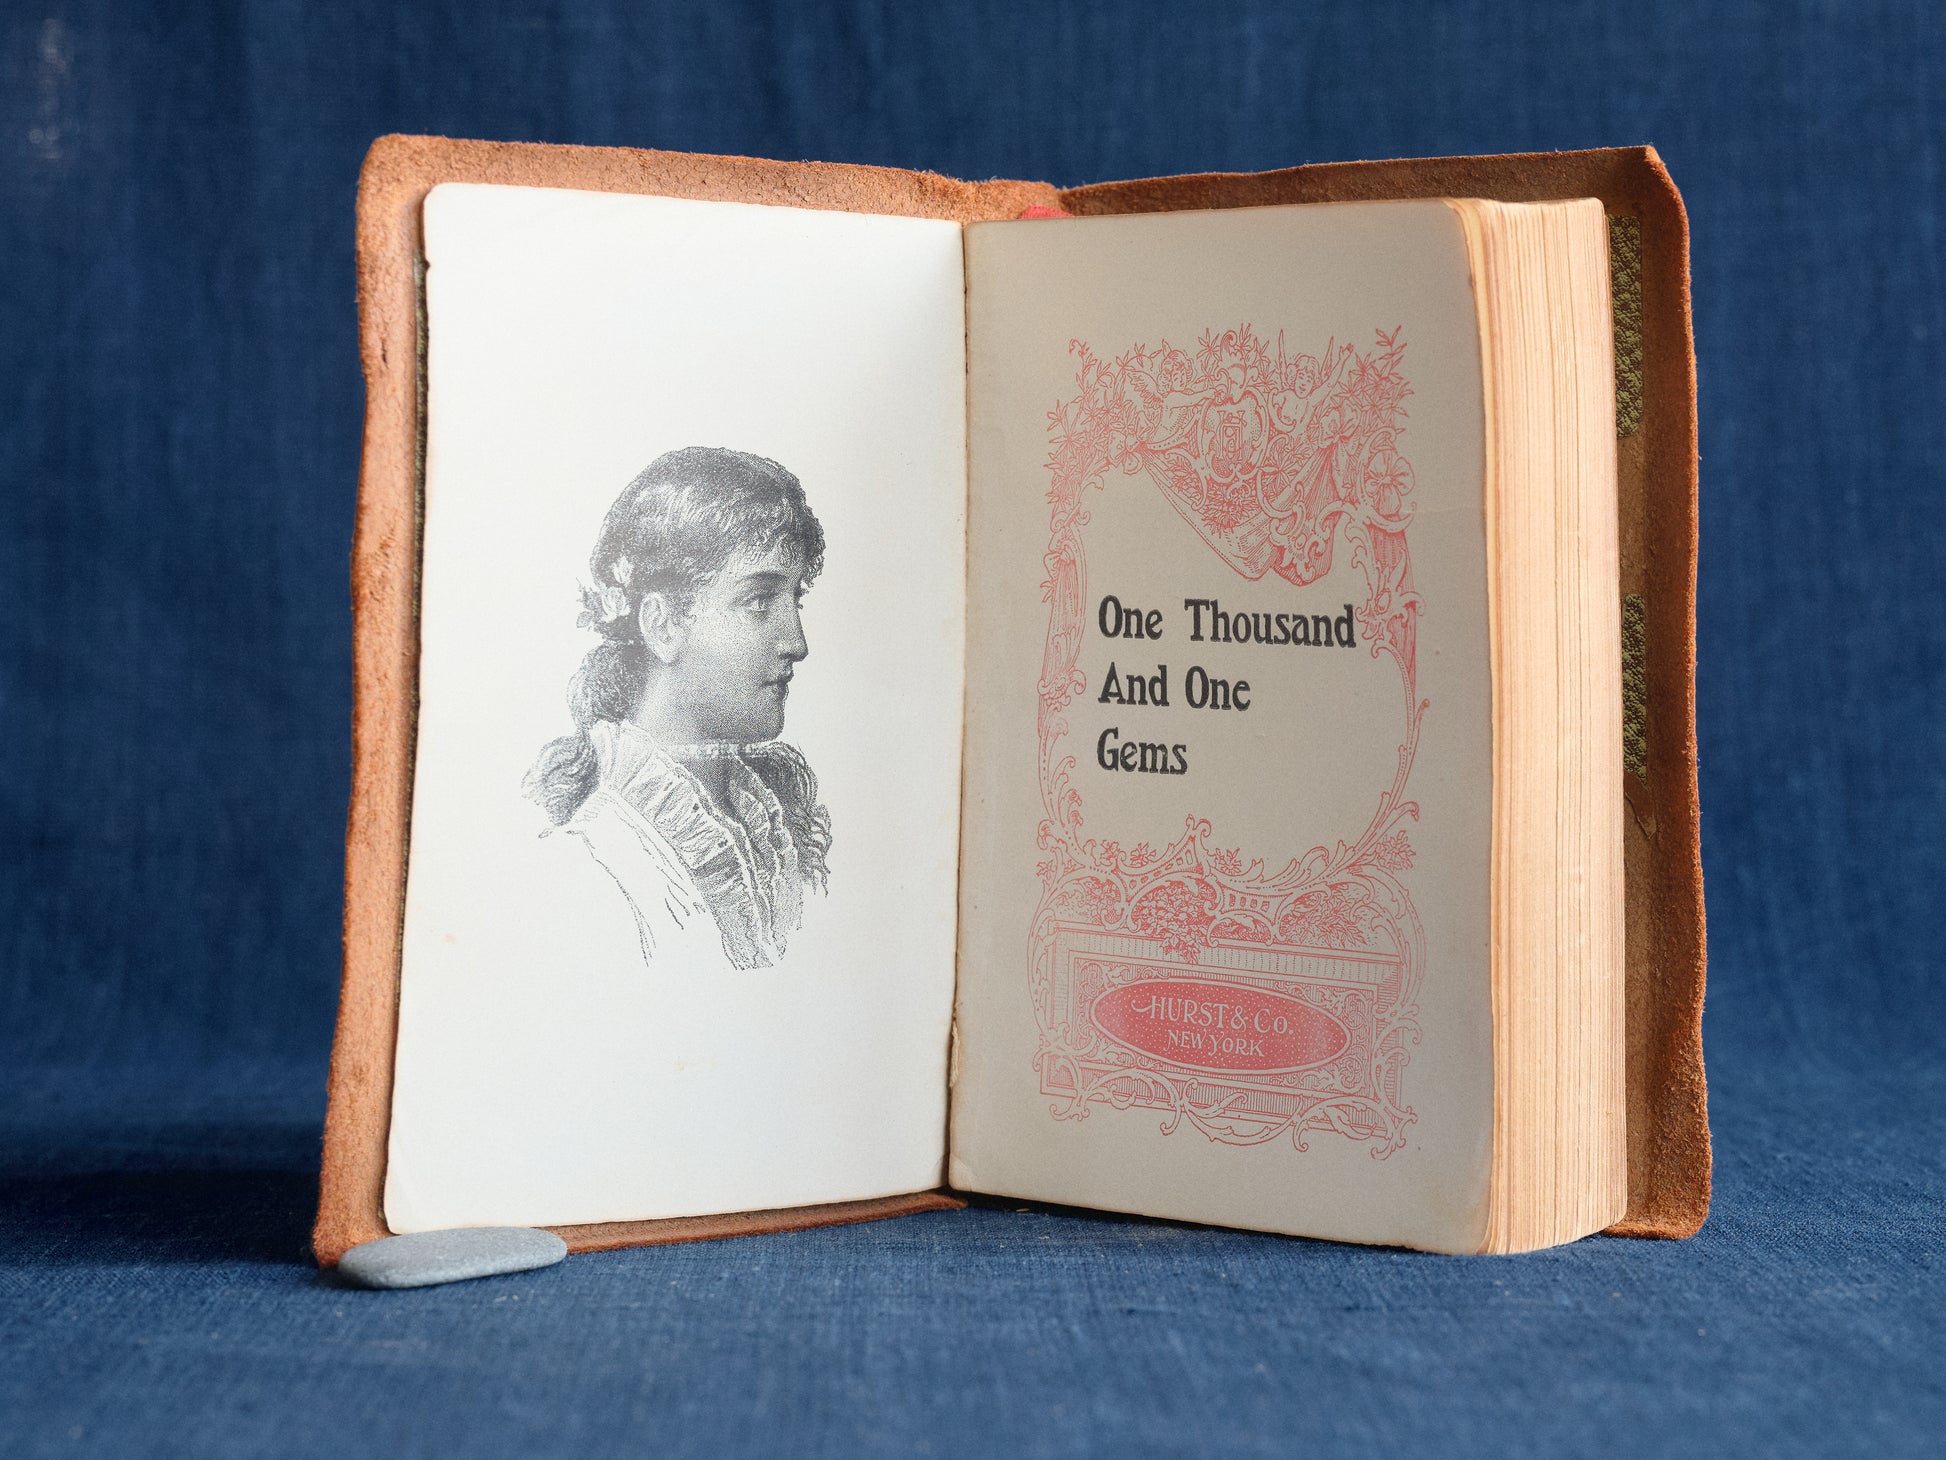 One Thousand
And One
Gems
HURST & Co.
NEW YORK